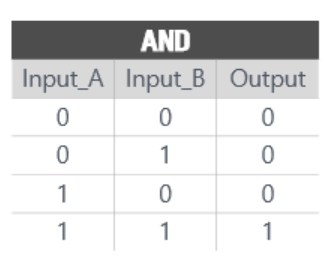 AND
Input_A Input_B Output
0 0 0
0 1 0
1 0 0
1 1 1